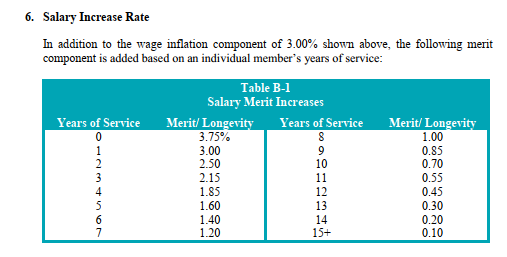 6. Salary Increase Rate
In addition to the wage inflation component of 3.00% shown above, the following merit
component is added based on an individual member's years of service:
Table B-1
Salary Merit Increases
Years of Service Merit/ Longevity Years of Service Merit/ Longevity
0 3.75% 8 1.00
1 3.00 9 0.85
2 2.50 10 0.70
3 2.15 11 0.55
4 1.85 12 0.45
5 1.60 13 0.30
6 1.40 14 0.20
7 1.20 15+ 0.10